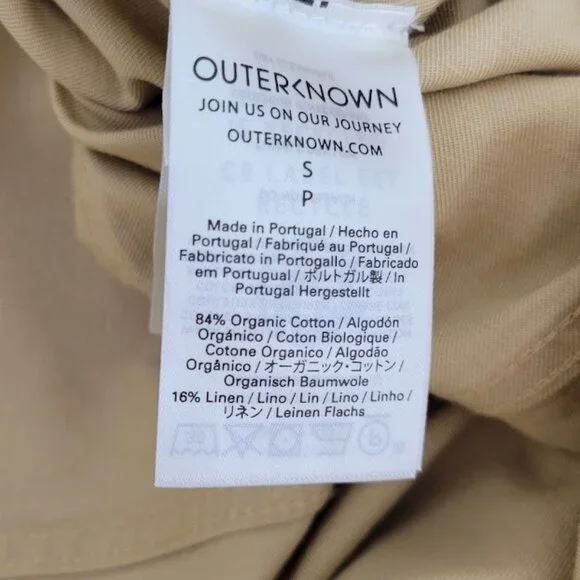 OUTERKNOWN
JOIN US ON OUR JOURNEY
OUTERKNOWN.COM
S
P
Made in Portugal / Hecho en
Portugal / Fabriqué au Portugal /
Fabbricato in Portogallo / Fabricado
em Portugual / ポルトガル製 / In
Portugal Hergestellt
84% Organic Cotton / Algodón
Orgánico / Coton Biologique /
Cotone Organico / Algodão
Orgânico / オーガニック・コットン /
Organisch Baumwole
16% Linen / Lino / Lin / Lino / Linho /
リネン / Leinen Flachs